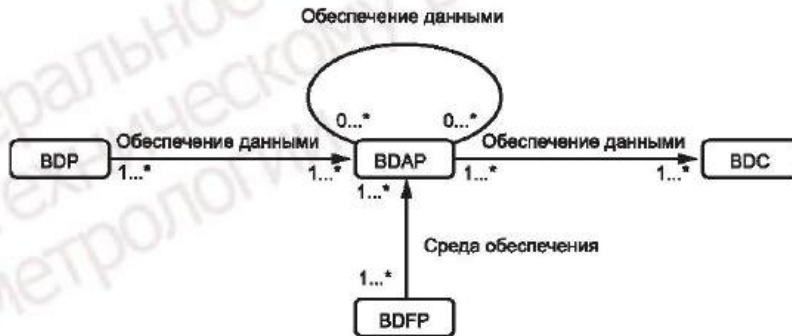 Обеспечение данными
0...* 0...*
BDP Обеспечение данными BDAP Обеспечение данными BDC
1...* 1...* 1...* 1...*
1...*
Среда обеспечения
1...*
BDFP